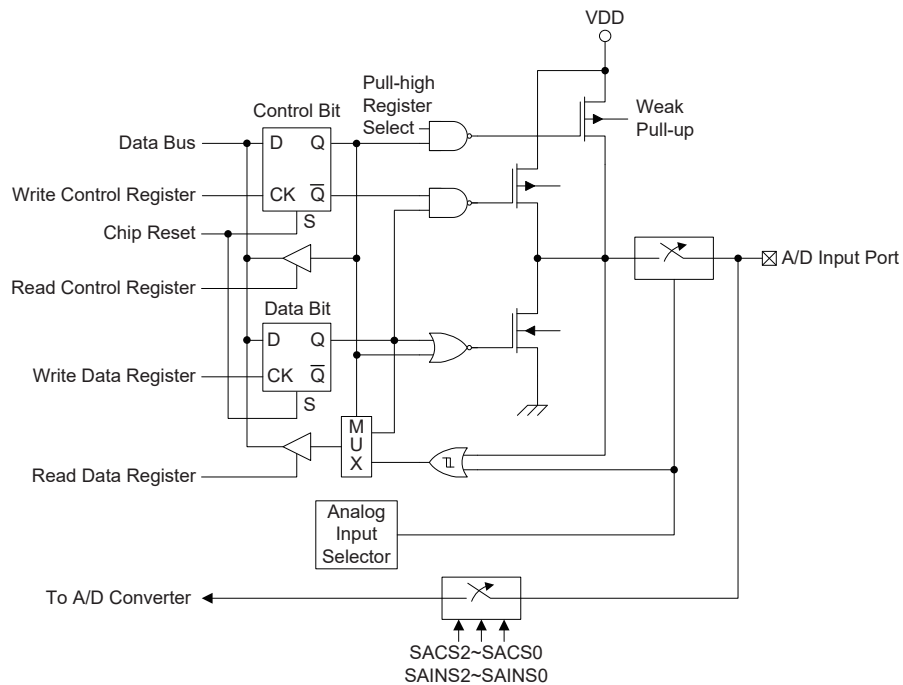 VDD
Pull-high
Register
Select
Weak
Pull-up
Control Bit
Data Bus
D Q
Write Control Register
CK Q̅
S
Chip Reset
A/D Input Port
Read Control Register
Data Bit
D Q
Write Data Register
CK Q̅
S
M
U
X
Read Data Register
Analog
Input
Selector
To A/D Converter
SACS2~SACS0
SAINS2~SAINS0